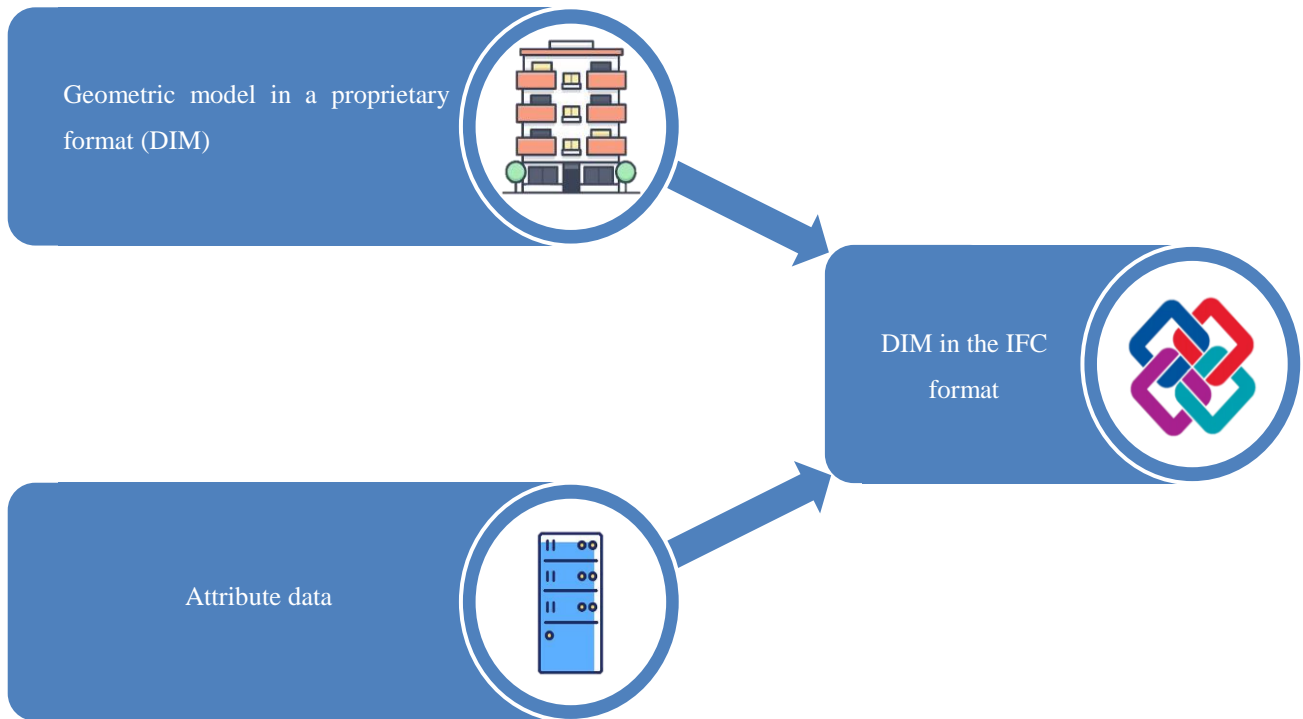 Geometric model in a proprietary
format (DIM)
DIM in the IFC
format
Attribute data